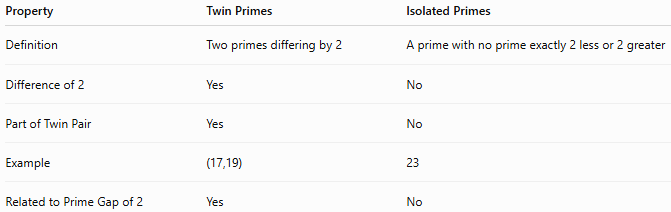 Property Twin Primes Isolated Primes
Definition Two primes differing by 2 A prime with no prime exactly 2 less or 2 greater
Difference of 2 Yes No
Part of Twin Pair Yes No
Example (17,19) 23
Related to Prime Gap of 2 Yes No